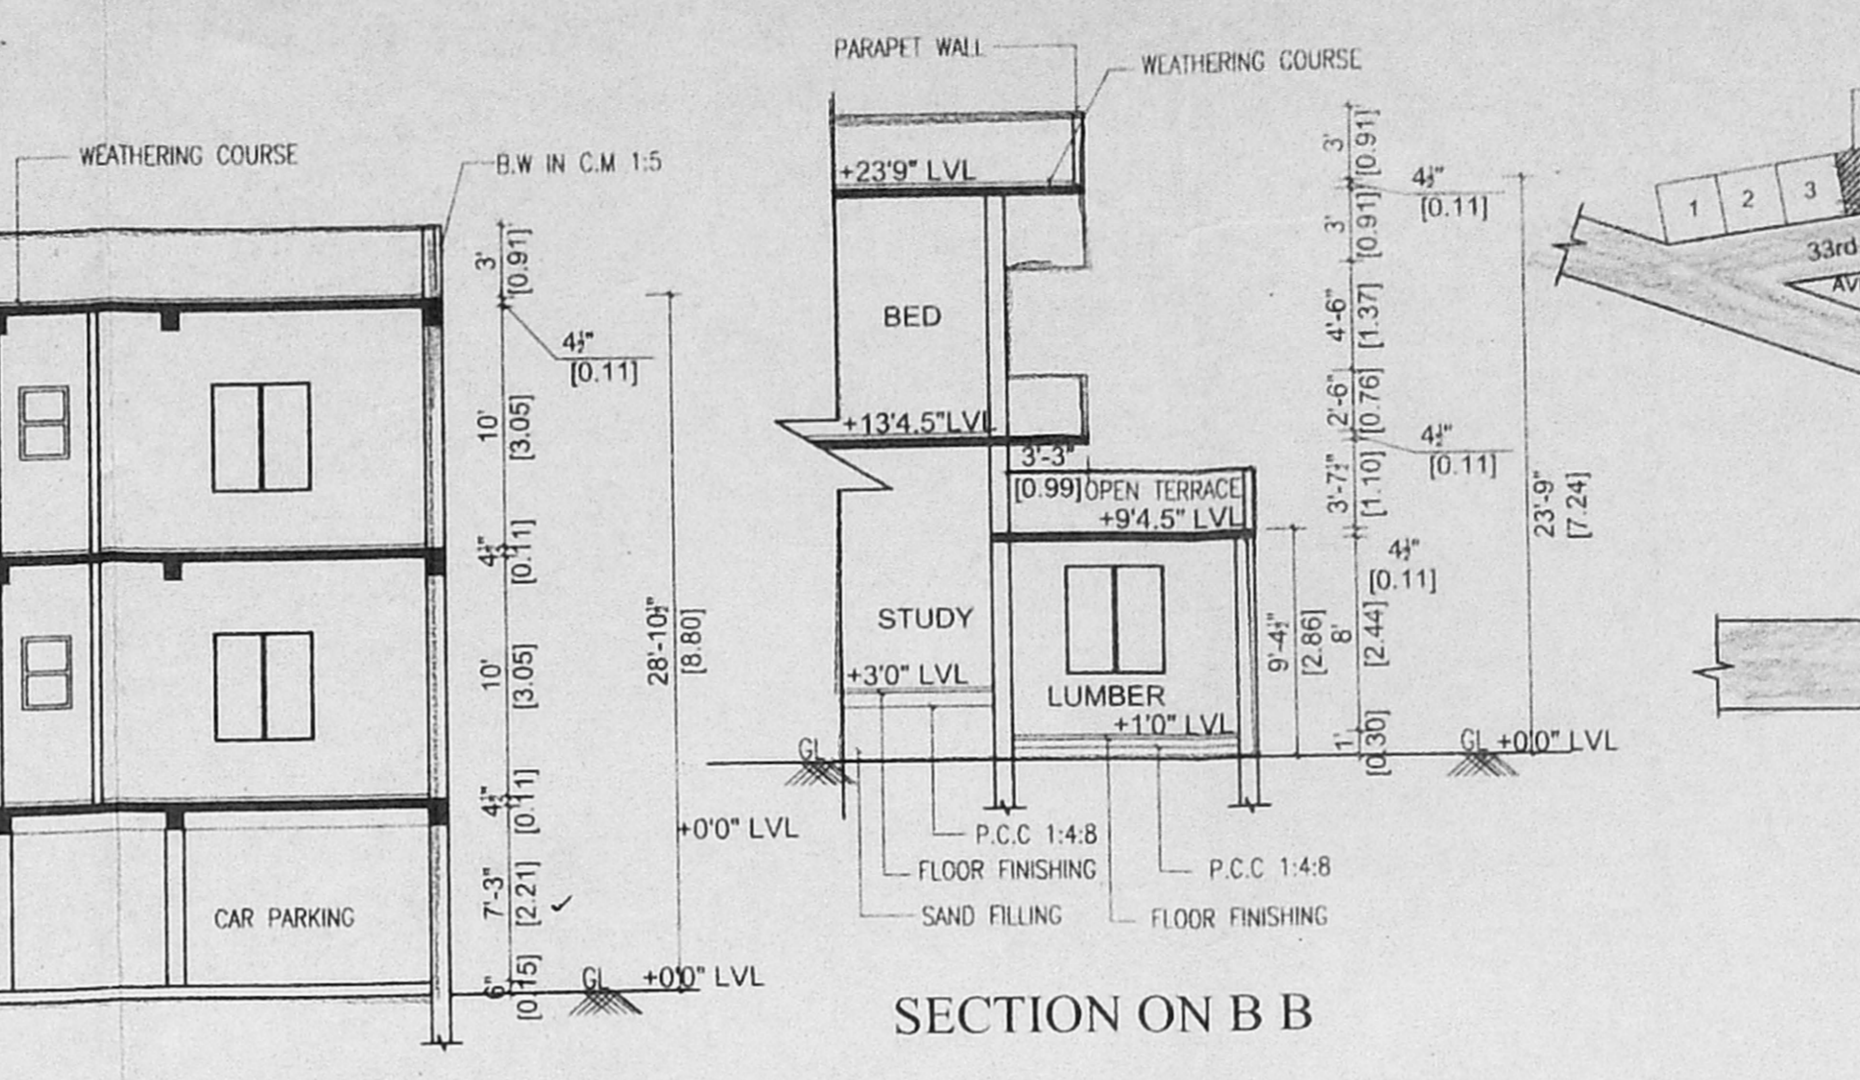 WEATHERING COURSE
B.W IN C.M 1:5
3'
[0.91]
4½"
[0.11]
10'
[3.05]
4½"
[0.11]
10'
[3.05]
4½"
[0.11]
7'-3"
[2.21]
6"
[0.15]
28'-10½"
[8.80]
CAR PARKING
GL
+0'0" LVL
+0'0" LVL
PARAPET WALL
WEATHERING COURSE
+23'9" LVL
BED
+13'4.5"LVL
3'-3"
[0.99]
OPEN TERRACE
+9'4.5" LVL
STUDY
+3'0" LVL
LUMBER
+1'0" LVL
GL
P.C.C 1:4:8
FLOOR FINISHING
SAND FILLING
P.C.C 1:4:8
FLOOR FINISHING
3'
[0.91]
4½"
[0.11]
3'
[0.91]
4'-6"
[1.37]
2'-6"
[0.76]
4½"
[0.11]
3'-7½"
[1.10]
4½"
[0.11]
8'
[2.44]
1'
[0.30]
9'-4½"
[2.86]
23'-9"
[7.24]
GL +0'0" LVL
SECTION ON B B
1
2
3
33rd